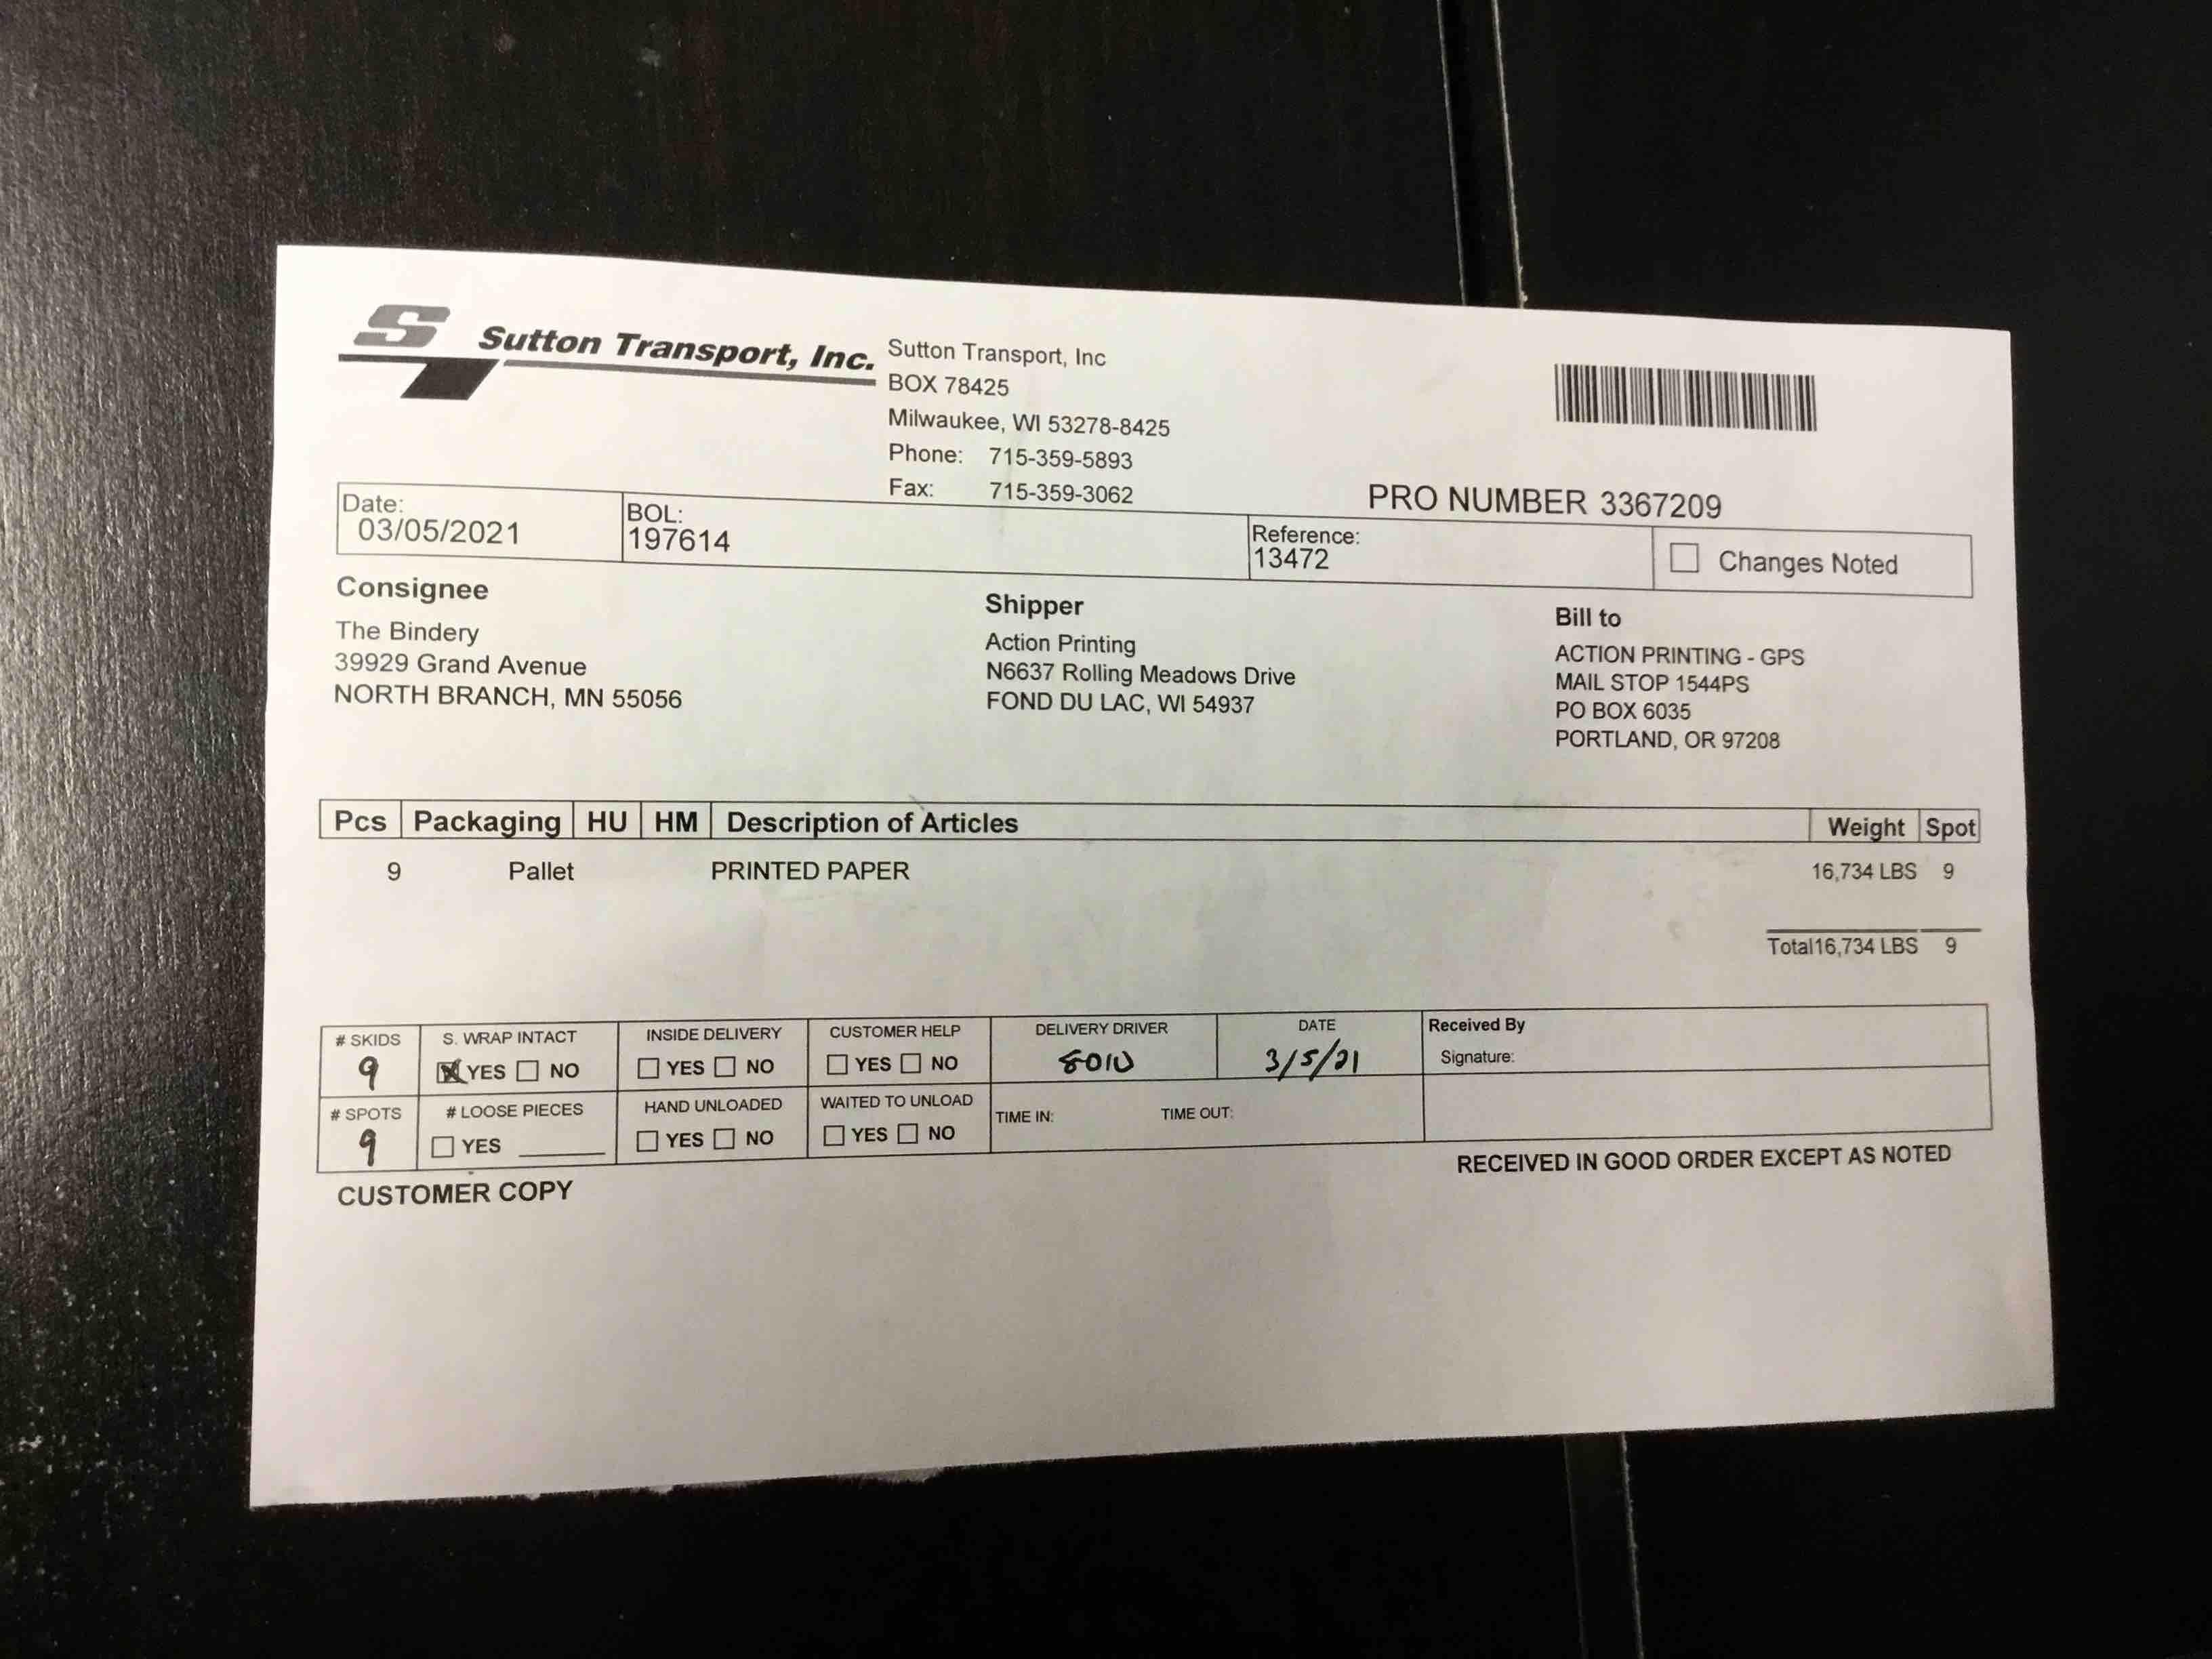 S
Sutton Transport, Inc.
Sutton Transport, Inc
BOX 78425
Milwaukee, WI 53278-8425
Phone: 715-359-5893
Fax: 715-359-3062
PRO NUMBER 3367209
Date:
03/05/2021
BOL:
197614
Reference:
13472
Changes Noted
Consignee
The Bindery
39929 Grand Avenue
NORTH BRANCH, MN 55056
Shipper
Action Printing
N6637 Rolling Meadows Drive
FOND DU LAC, WI 54937
Bill to
ACTION PRINTING - GPS
MAIL STOP 1544PS
PO BOX 6035
PORTLAND, OR 97208
Pcs Packaging HU HM Description of Articles Weight Spot
9 Pallet PRINTED PAPER 16,734 LBS 9
Total16,734 LBS 9
# SKIDS
9
S. WRAP INTACT
YES NO
INSIDE DELIVERY
YES NO
CUSTOMER HELP
YES NO
DELIVERY DRIVER
DATE
3/5/21
Received By
Signature:
# SPOTS
9
# LOOSE PIECES
YES
HAND UNLOADED
YES NO
WAITED TO UNLOAD
YES NO
TIME IN: TIME OUT:
RECEIVED IN GOOD ORDER EXCEPT AS NOTED
CUSTOMER COPY